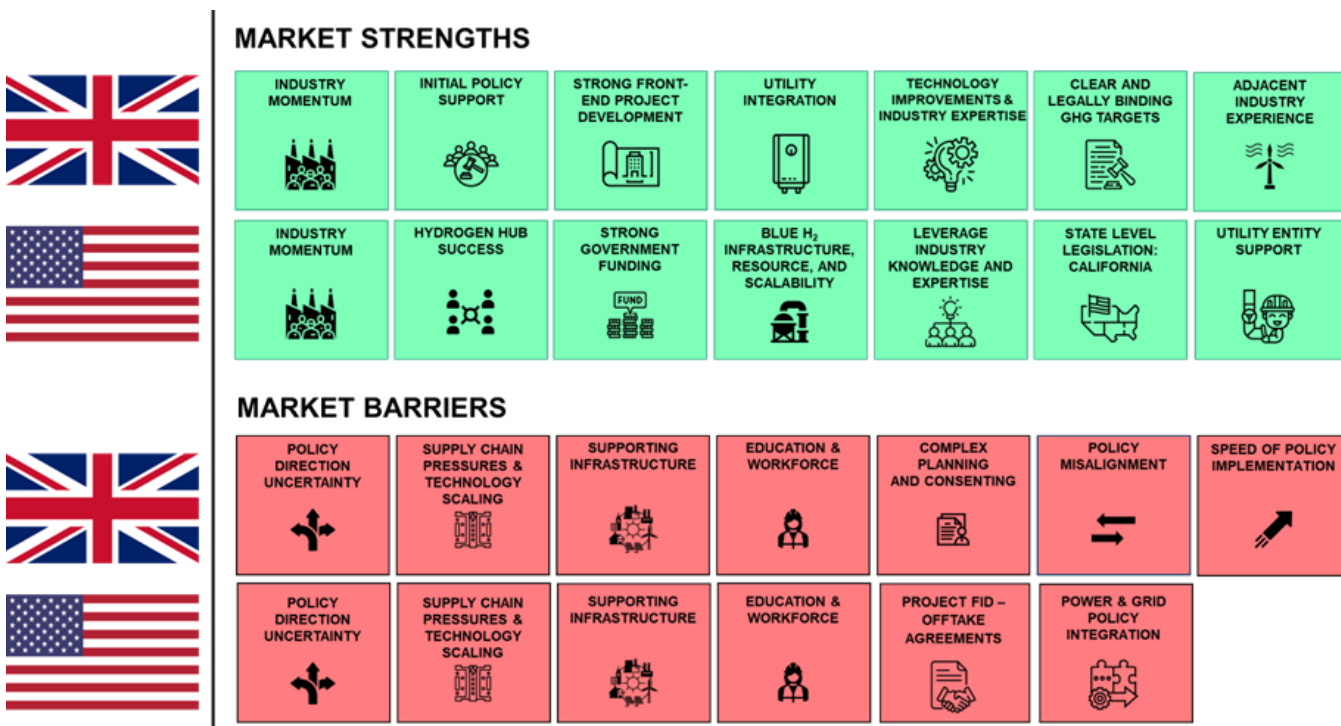 MARKET STRENGTHS
INDUSTRY
MOMENTUM
INITIAL POLICY
SUPPORT
STRONG FRONT-
END PROJECT
DEVELOPMENT
UTILITY
INTEGRATION
TECHNOLOGY
IMPROVEMENTS &
INDUSTRY EXPERTISE
CLEAR AND
LEGALLY BINDING
GHG TARGETS
ADJACENT
INDUSTRY
EXPERIENCE
INDUSTRY
MOMENTUM
HYDROGEN HUB
SUCCESS
STRONG
GOVERNMENT
FUNDING
FUND
BLUE H₂
INFRASTRUCTURE,
RESOURCE, AND
SCALABILITY
LEVERAGE
INDUSTRY
KNOWLEDGE AND
EXPERTISE
STATE LEVEL
LEGISLATION:
CALIFORNIA
UTILITY ENTITY
SUPPORT
MARKET BARRIERS
POLICY
DIRECTION
UNCERTAINTY
SUPPLY CHAIN
PRESSURES &
TECHNOLOGY
SCALING
SUPPORTING
INFRASTRUCTURE
EDUCATION &
WORKFORCE
COMPLEX
PLANNING
AND CONSENTING
POLICY
MISALIGNMENT
SPEED OF POLICY
IMPLEMENTATION
POLICY
DIRECTION
UNCERTAINTY
SUPPLY CHAIN
PRESSURES &
TECHNOLOGY
SCALING
SUPPORTING
INFRASTRUCTURE
EDUCATION &
WORKFORCE
PROJECT FID –
OFFTAKE
AGREEMENTS
POWER & GRID
POLICY
INTEGRATION